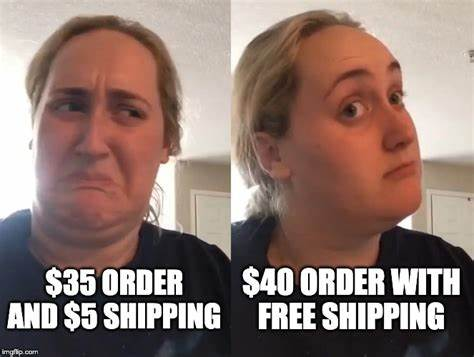 $35 ORDER
AND $5 SHIPPING
$40 ORDER WITH
FREE SHIPPING
imgflip.com